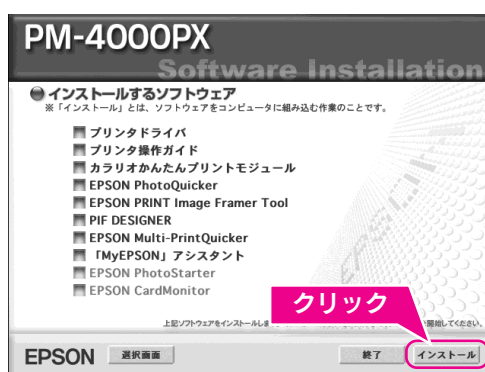 PM-4000PX
Software Installation
インストールするソフトウェア
※「インストール」とは、ソフトウェアをコンピュータに組み込む作業のことです。
プリンタドライバ
プリンタ操作ガイド
カラリオかんたんプリントモジュール
EPSON PhotoQuicker
EPSON PRINT Image Framer Tool
PIF DESIGNER
EPSON Multi-PrintQuicker
「MyEPSON」アシスタント
EPSON PhotoStarter
EPSON CardMonitor
クリック
上記ソフトウェアをインストールしま
開始してください。
EPSON
選択画面
終了
インストール
EPSON